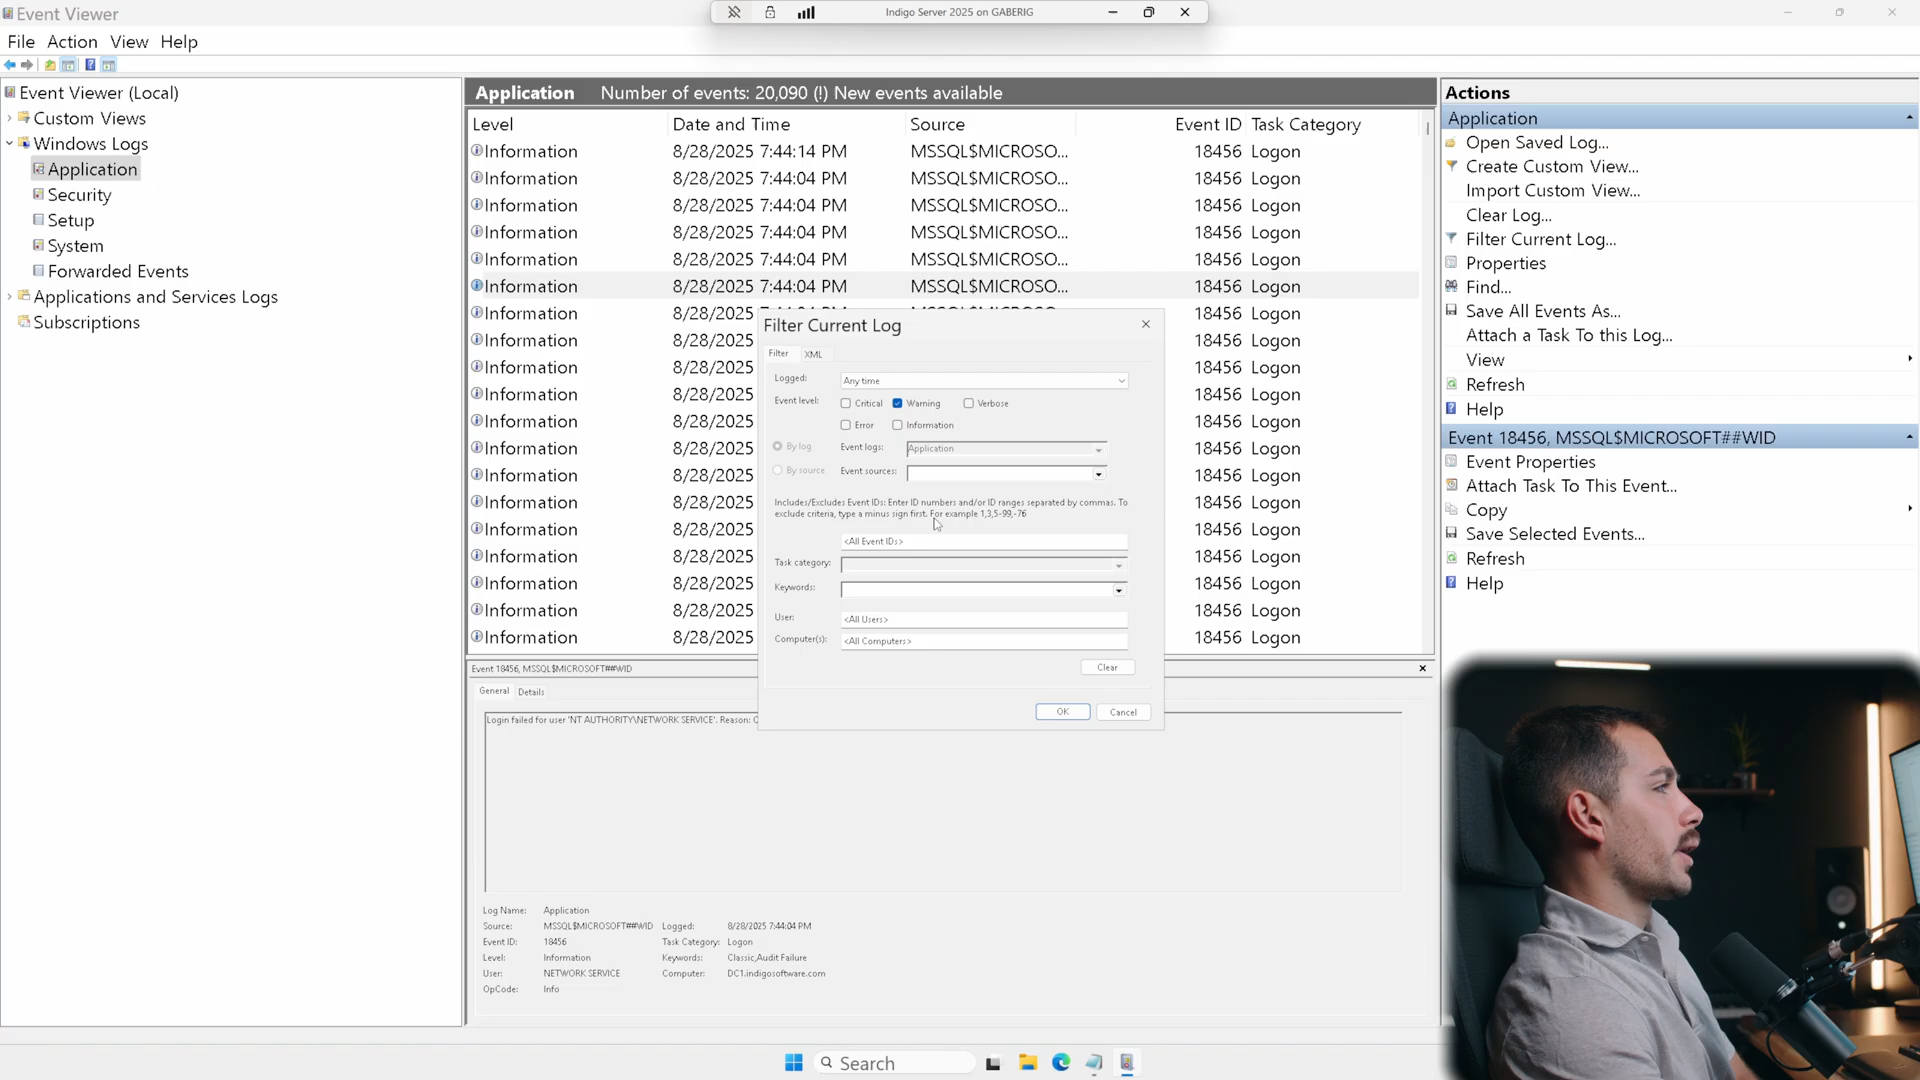 Event Viewer
Indigo Server 2025 on GABERIG
File Action View Help
Event Viewer (Local)
Custom Views
Windows Logs
Application
Security
Setup
System
Forwarded Events
Applications and Services Logs
Subscriptions
Application Number of events: 20,090 (!) New events available
Level Date and Time Source Event ID Task Category
Information 8/28/2025 7:44:14 PM MSSQL$MICROSO... 18456 Logon
Information 8/28/2025 7:44:04 PM MSSQL$MICROSO... 18456 Logon
Information 8/28/2025 7:44:04 PM MSSQL$MICROSO... 18456 Logon
Information 8/28/2025 7:44:04 PM MSSQL$MICROSO... 18456 Logon
Information 8/28/2025 7:44:04 PM MSSQL$MICROSO... 18456 Logon
Information 8/28/2025 7:44:04 PM MSSQL$MICROSO... 18456 Logon
Information 8/28/2025 7:44:04 PM MSSQL$MICROSO... 18456 Logon
Information 8/28/2025 18456 Logon
Information 8/28/2025 18456 Logon
Information 8/28/2025 18456 Logon
Information 8/28/2025 18456 Logon
Information 8/28/2025 18456 Logon
Information 8/28/2025 18456 Logon
Information 8/28/2025 18456 Logon
Information 8/28/2025 18456 Logon
Information 8/28/2025 18456 Logon
Information 8/28/2025 18456 Logon
Information 8/28/2025 18456 Logon
Information 8/28/2025 18456 Logon
Filter Current Log
Filter XML
Logged: Any time
Event level: Critical Warning Verbose
Error Information
By log Event logs: Application
By source Event sources:
Includes/Excludes Event IDs: Enter ID numbers and/or ID ranges separated by commas. To
exclude criteria, type a minus sign first. For example 1,3,5-99,-76
<All Event IDs>
Task category:
Keywords:
User: <All Users>
Computer(s): <All Computers>
Clear
OK Cancel
Event 18456, MSSQL$MICROSOFT##WID
General Details
Login failed for user 'NT AUTHORITY\NETWORK SERVICE'. Reason:
Log Name: Application
Source: MSSQL$MICROSOFT##WID Logged: 8/28/2025 7:44:04 PM
Event ID: 18456 Task Category: Logon
Level: Information Keywords: Classic,Audit Failure
User: NETWORK SERVICE Computer: DC1.indigosoftware.com
OpCode: Info
Actions
Application
Open Saved Log...
Create Custom View...
Import Custom View...
Clear Log...
Filter Current Log...
Properties
Find...
Save All Events As...
Attach a Task To this Log...
View
Refresh
Help
Event 18456, MSSQL$MICROSOFT##WID
Event Properties
Attach Task To This Event...
Copy
Save Selected Events...
Refresh
Help
Search